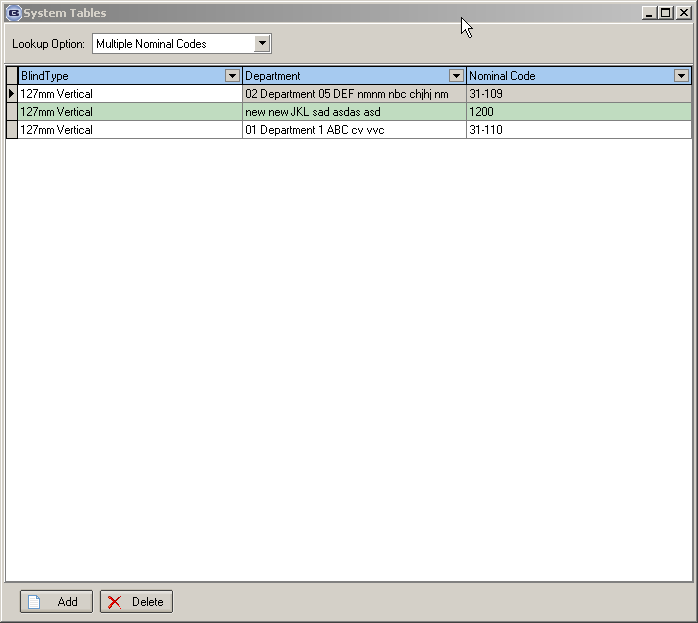 System Tables
Lookup Option: Multiple Nominal Codes
BlindType Department Nominal Code
127mm Vertical 02 Department 05 DEF nmnm nbc chjhj nm 31-109
127mm Vertical new new JKL sad asdas asd 1200
127mm Vertical 01 Department 1 ABC cv vvc 31-110
Add Delete